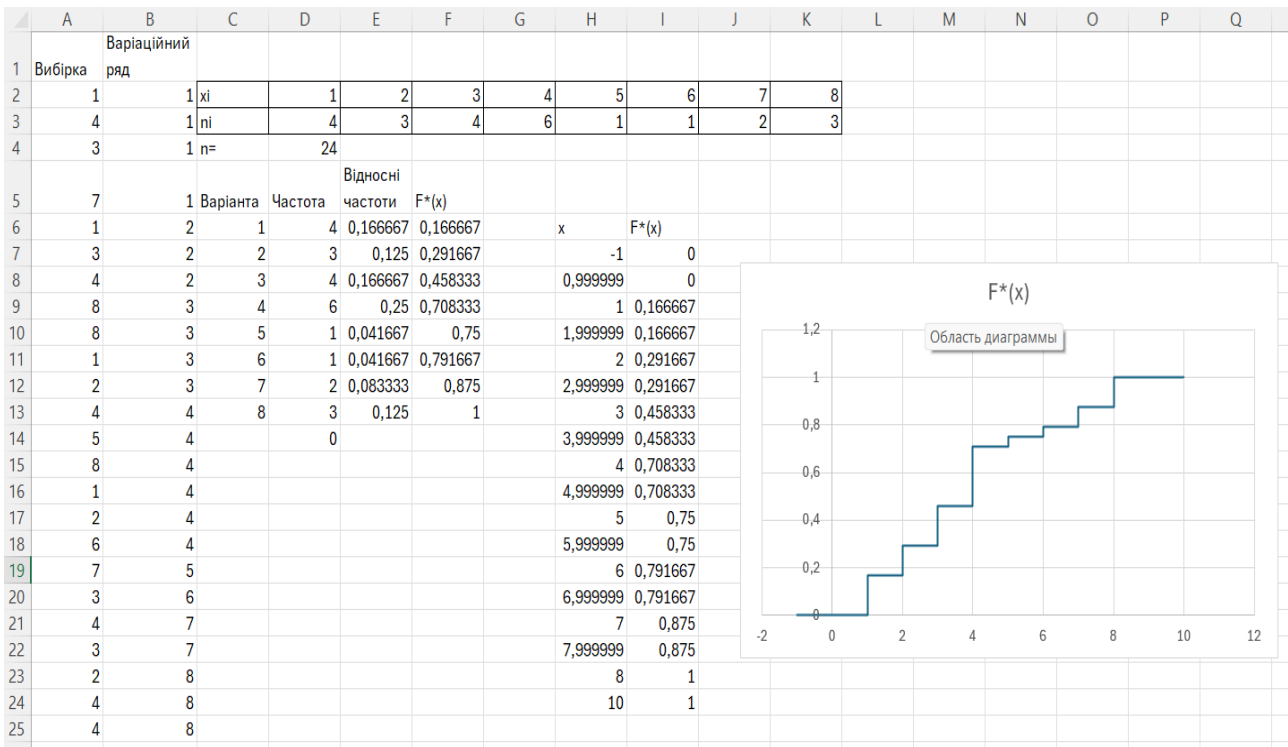 A B C D E F G H I J K L M N O P Q
Варіаційний
1 Вибірка ряд
2 1 1 xi 1 2 3 4 5 6 7 8
3 4 1 ni 4 3 4 6 1 1 2 3
4 3 1 n= 24
Відносні
5 7 1 Варіанта Частота частоти F*(x)
6 1 2 1 4 0,166667 0,166667 x F*(x)
7 3 2 2 3 0,125 0,291667 -1 0
8 4 2 3 4 0,166667 0,458333 0,999999 0
9 8 3 4 6 0,25 0,708333 1 0,166667
10 8 3 5 1 0,041667 0,75 1,999999 0,166667
11 1 3 6 1 0,041667 0,791667 2 0,291667
12 2 3 7 2 0,083333 0,875 2,999999 0,291667
13 4 4 8 3 0,125 1 3 0,458333
14 5 4 0 3,999999 0,458333
15 8 4 4 0,708333
16 1 4 4,999999 0,708333
17 2 4 5 0,75
18 6 4 5,999999 0,75
19 7 5 6 0,791667
20 3 6 6,999999 0,791667
21 4 7 7 0,875
22 3 7 7,999999 0,875
23 2 8 8 1
24 4 8 10 1
25 4 8
F*(x)
Область диаграммы
1,2
1
0,8
0,6
0,4
0,2
0
-2 0 2 4 6 8 10 12